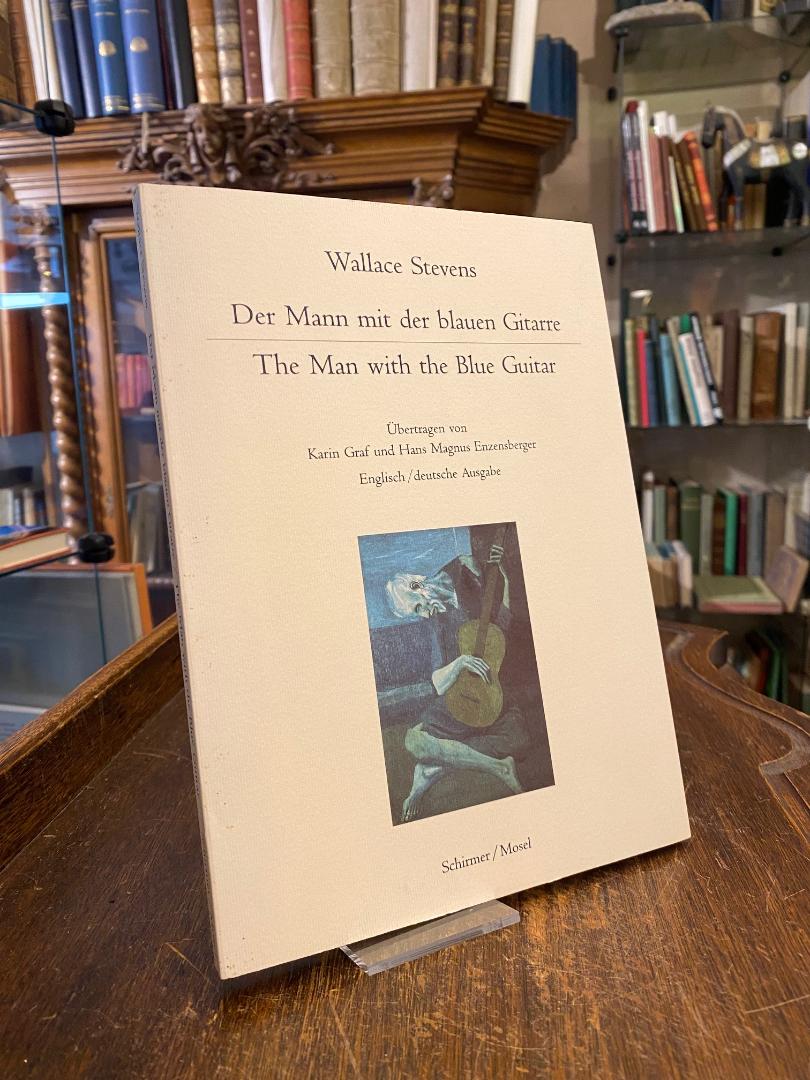 Wallace Stevens
Der Mann mit der blauen Gitarre
The Man with the Blue Guitar
Übertragen von
Karin Graf und Hans Magnus Enzensberger
Englisch/deutsche Ausgabe
Schirmer/Mosel